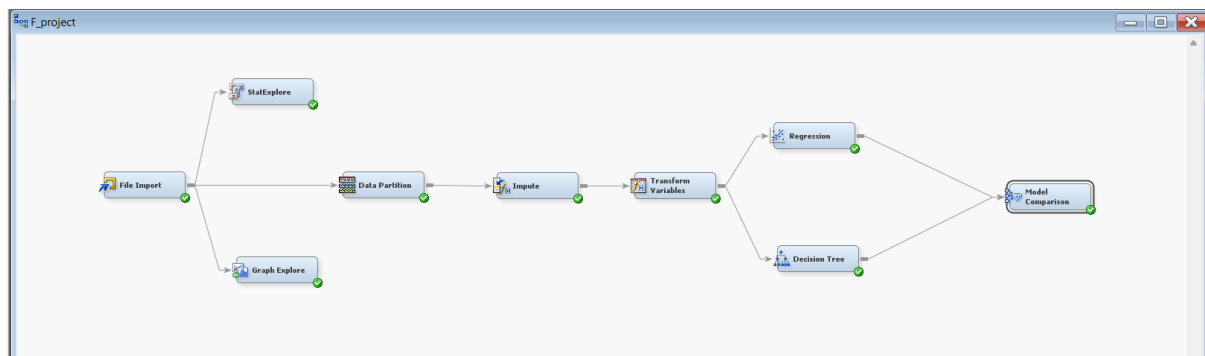 F_project
StatExplore
Regression
File Import
Data Partition
Impute
Transform
Variables
Model
Comparison
Decision Tree
Graph Explore